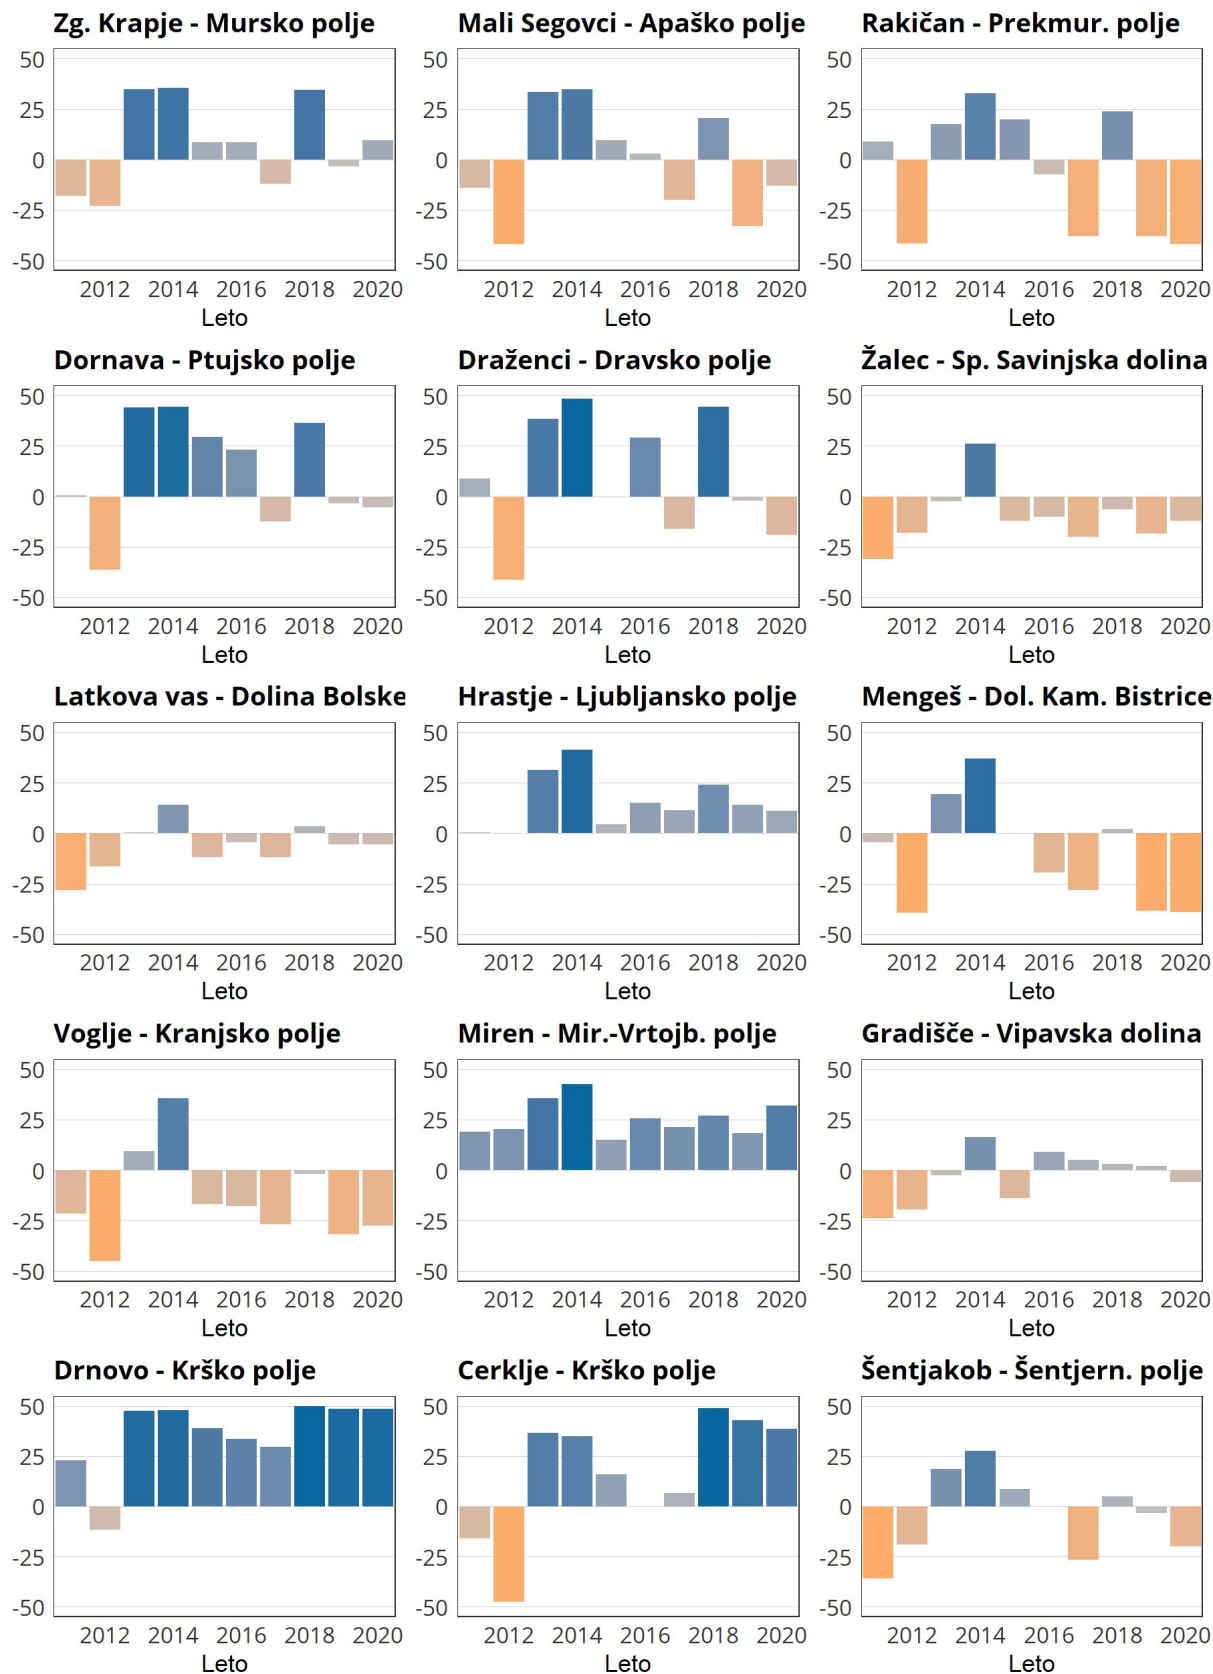 Zg. Krapje - Mursko polje
50
25
0
-25
-50
2012 2014 2016 2018 2020
Leto
Mali Segovci - Apaško polje
50
25
0
-25
-50
2012 2014 2016 2018 2020
Leto
Rakičan - Prekmur. polje
50
25
0
-25
-50
2012 2014 2016 2018 2020
Leto
Dornava - Ptujsko polje
50
25
0
-25
-50
2012 2014 2016 2018 2020
Leto
Draženci - Dravsko polje
50
25
0
-25
-50
2012 2014 2016 2018 2020
Leto
Žalec - Sp. Savinjska dolina
50
25
0
-25
-50
2012 2014 2016 2018 2020
Leto
Latkova vas - Dolina Bolske
50
25
0
-25
-50
2012 2014 2016 2018 2020
Leto
Hrastje - Ljubljansko polje
50
25
0
-25
-50
2012 2014 2016 2018 2020
Leto
Mengeš - Dol. Kam. Bistrice
50
25
0
-25
-50
2012 2014 2016 2018 2020
Leto
Voglje - Kranjsko polje
50
25
0
-25
-50
2012 2014 2016 2018 2020
Leto
Miren - Mir.-Vrtojb. polje
50
25
0
-25
-50
2012 2014 2016 2018 2020
Leto
Gradišče - Vipavska dolina
50
25
0
-25
-50
2012 2014 2016 2018 2020
Leto
Drnovo - Krško polje
50
25
0
-25
-50
2012 2014 2016 2018 2020
Leto
Cerklje - Krško polje
50
25
0
-25
-50
2012 2014 2016 2018 2020
Leto
Šentjakob - Šentjern. polje
50
25
0
-25
-50
2012 2014 2016 2018 2020
Leto